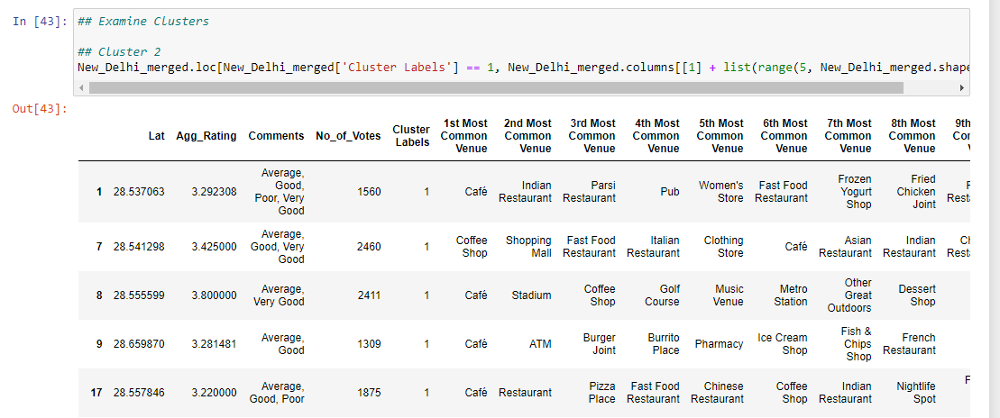 In [43]: ## Examine Clusters
## Cluster 2
New_Delhi_merged.loc[New_Delhi_merged['Cluster Labels'] == 1, New_Delhi_merged.columns[[1] + list(range(5, New_Delhi_merged.shape
Out[43]:
Lat Agg_Rating Comments No_of_Votes Cluster Labels 1st Most Common Venue 2nd Most Common Venue 3rd Most Common Venue 4th Most Common Venue 5th Most Common Venue 6th Most Common Venue 7th Most Common Venue 8th Most Common Venue 9th
1 28.537063 3.292308 Average, Good, Poor, Very Good 1560 1 Café Indian Restaurant Parsi Restaurant Pub Women's Store Fast Food Restaurant Frozen Yogurt Shop Fried Chicken Joint
7 28.541298 3.425000 Average, Good, Very Good 2460 1 Coffee Shop Shopping Mall Fast Food Restaurant Italian Restaurant Clothing Store Café Asian Restaurant Indian Restaurant
8 28.555599 3.800000 Average, Very Good 2411 1 Café Stadium Coffee Shop Golf Course Music Venue Metro Station Other Great Outdoors Dessert Shop
9 28.659870 3.281481 Average, Good 1309 1 Café ATM Burger Joint Burrito Place Pharmacy Ice Cream Shop Fish & Chips Shop French Restaurant
17 28.557846 3.220000 Average, Good, Poor 1875 1 Café Restaurant Pizza Place Fast Food Restaurant Chinese Restaurant Coffee Shop Indian Restaurant Nightlife Spot